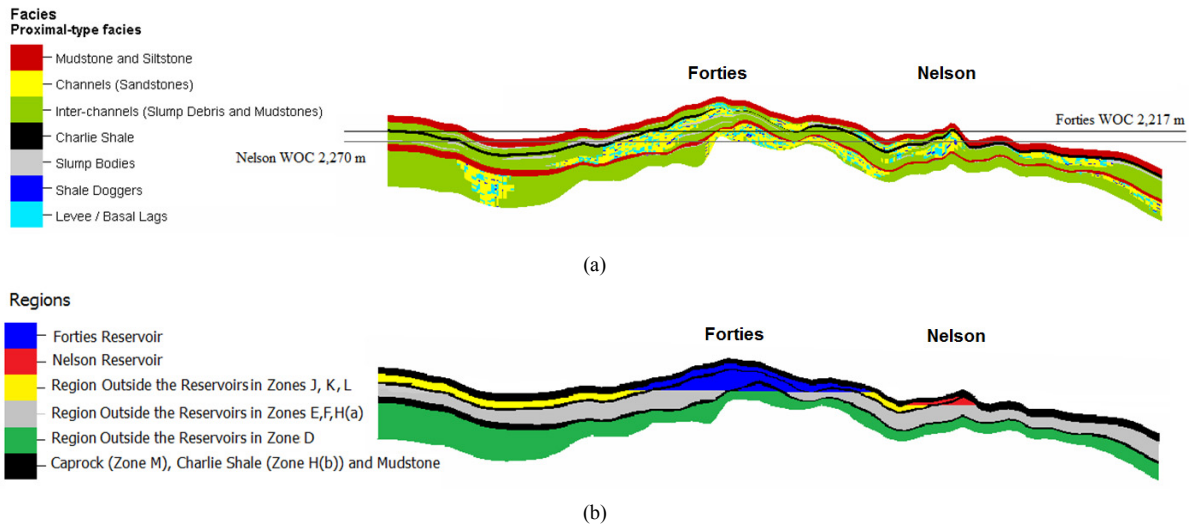 Facies
Proximal-type facies
Mudstone and Siltstone
Channels (Sandstones)
Inter-channels (Slump Debris and Mudstones)
Charlie Shale
Slump Bodies
Shale Doggers
Levee / Basal Lags
Forties
Nelson
Forties WOC 2,217 m
Nelson WOC 2,270 m
(a)
Regions
Forties Reservoir
Nelson Reservoir
Region Outside the Reservoirs in Zones J, K, L
Region Outside the Reservoirs in Zones E,F,H(a)
Region Outside the Reservoirs in Zone D
Caprock (Zone M), Charlie Shale (Zone H(b)) and Mudstone
Forties
Nelson
(b)